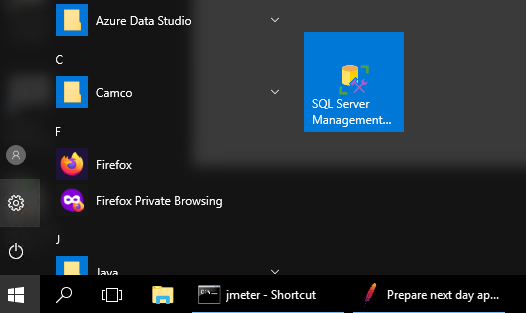 Azure Data Studio
C
Camco
F
Firefox
Firefox Private Browsing
J
Java
SQL Server
Management...
jmeter - Shortcut
Prepare next day ap...